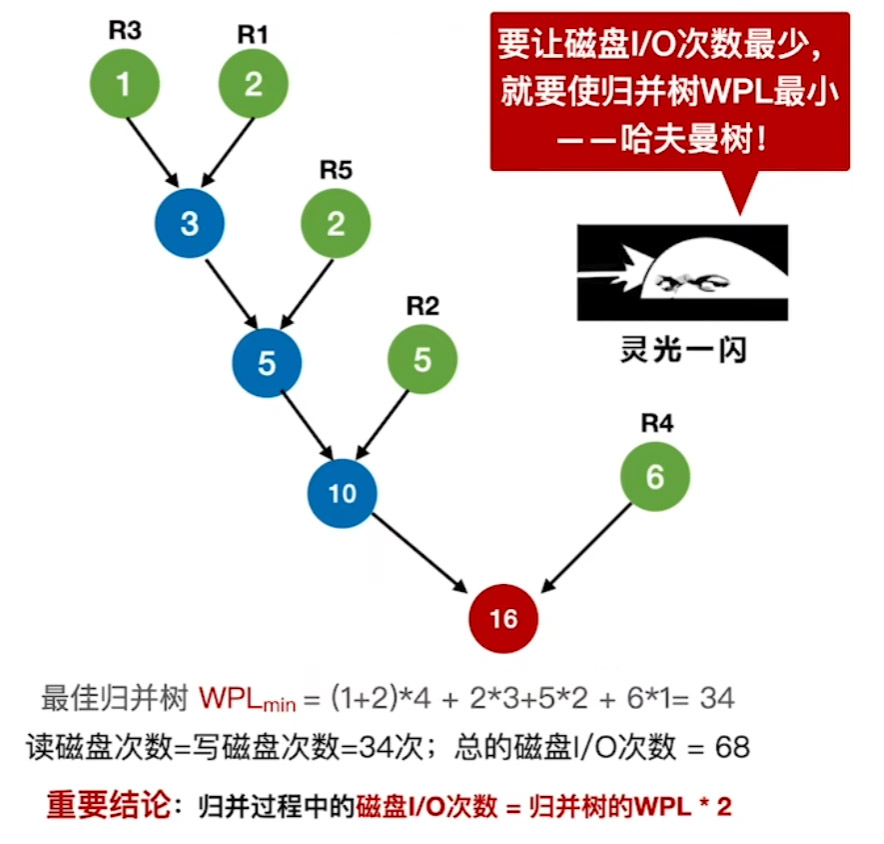 R3
R1
1
2
要让磁盘I/O次数最少，
就要使归并树WPL最小
——哈夫曼树！
R5
3
2
灵光一闪
R2
5
5
R4
10
6
16
最佳归并树 WPLmin = (1+2)*4 + 2*3+5*2 + 6*1= 34
读磁盘次数=写磁盘次数=34次；总的磁盘I/O次数 = 68
重要结论：归并过程中的磁盘I/O次数 = 归并树的WPL * 2